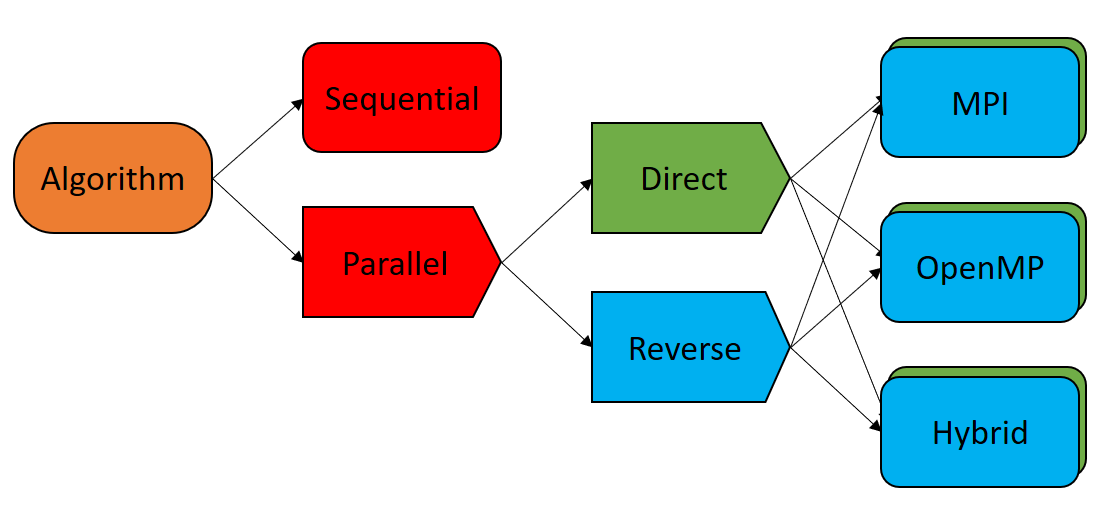 Algorithm
Sequential
Parallel
Direct
Reverse
MPI
OpenMP
Hybrid